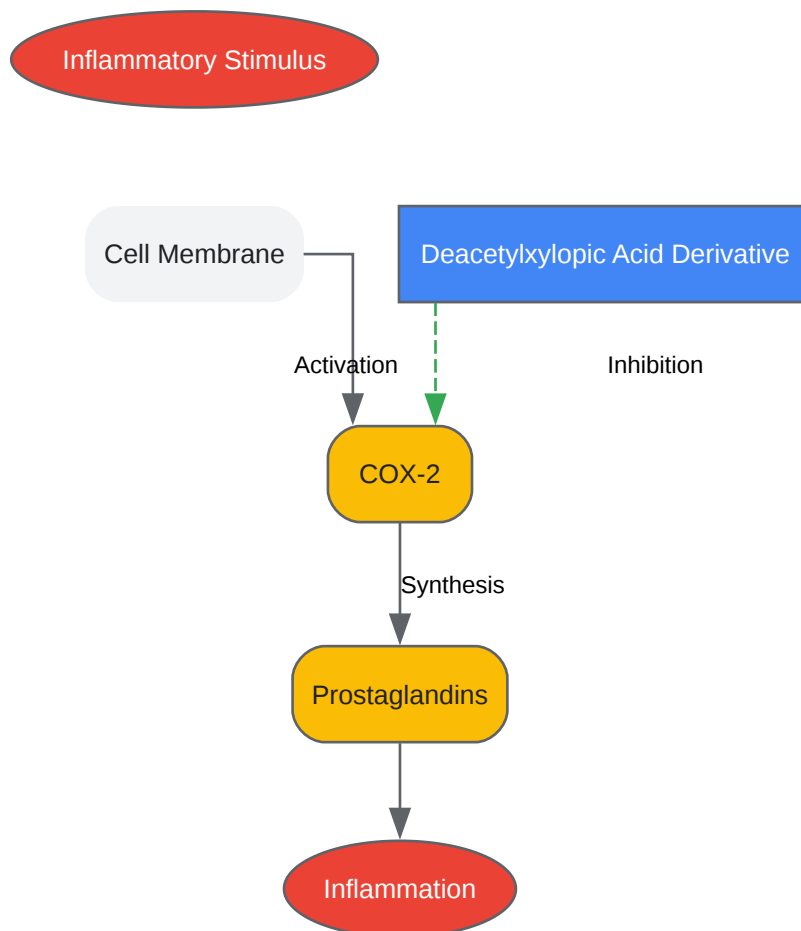 Inflammatory Stimulus
Cell Membrane
Deacetylxylopic Acid Derivative
Activation
Inhibition
COX-2
Synthesis
Prostaglandins
Inflammation